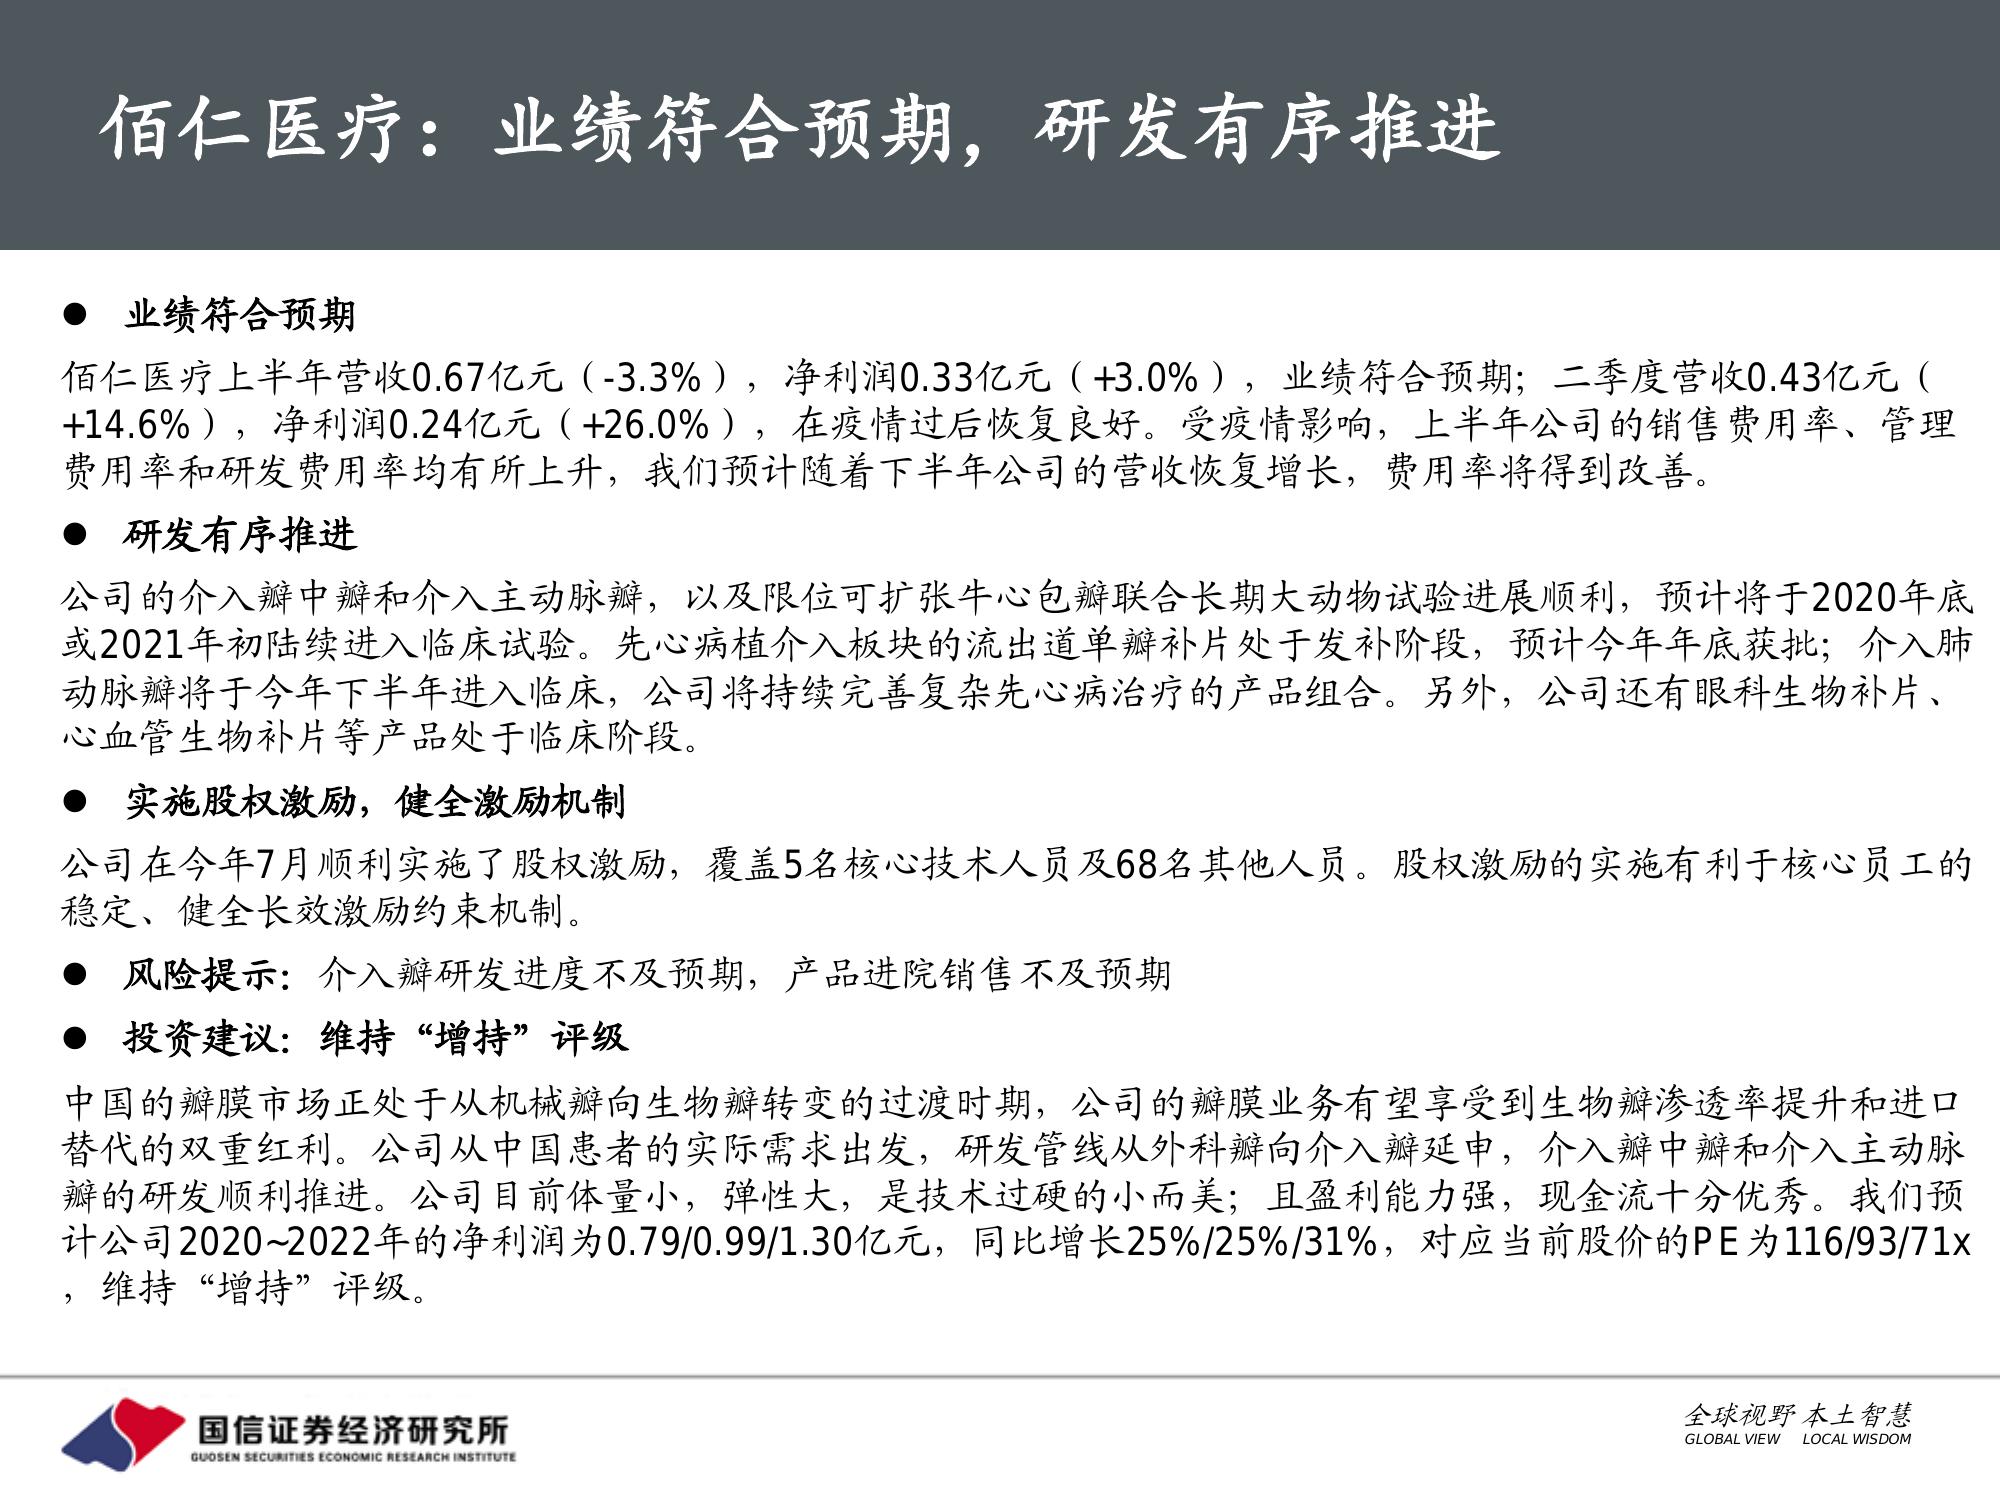 佰仁医疗：业绩符合预期，研发有序推进
● 业绩符合预期
佰仁医疗上半年营收0.67亿元（-3.3%），净利润0.33亿元（+3.0%），业绩符合预期；二季度营收0.43亿元（
+14.6%），净利润0.24亿元（+26.0%），在疫情过后恢复良好。受疫情影响，上半年公司的销售费用率、管理
费用率和研发费用率均有所上升，我们预计随着下半年公司的营收恢复增长，费用率将得到改善。
● 研发有序推进
公司的介入瓣中瓣和介入主动脉瓣，以及限位可扩张牛心包瓣联合长期大动物试验进展顺利，预计将于2020年底
或2021年初陆续进入临床试验。先心病植介入板块的流出道单瓣补片处于发补阶段，预计今年年底获批；介入肺
动脉瓣将于今年下半年进入临床，公司将持续完善复杂先心病治疗的产品组合。另外，公司还有眼科生物补片、
心血管生物补片等产品处于临床阶段。
● 实施股权激励，健全激励机制
公司在今年7月顺利实施了股权激励，覆盖5名核心技术人员及68名其他人员。股权激励的实施有利于核心员工的
稳定、健全长效激励约束机制。
● 风险提示：介入瓣研发进度不及预期，产品进院销售不及预期
● 投资建议：维持“增持”评级
中国的瓣膜市场正处于从机械瓣向生物瓣转变的过渡时期，公司的瓣膜业务有望享受到生物瓣渗透率提升和进口
替代的双重红利。公司从中国患者的实际需求出发，研发管线从外科瓣向介入瓣延申，介入瓣中瓣和介入主动脉
瓣的研发顺利推进。公司目前体量小，弹性大，是技术过硬的小而美；且盈利能力强，现金流十分优秀。我们预
计公司2020~2022年的净利润为0.79/0.99/1.30亿元，同比增长25%/25%/31%，对应当前股价的PE为116/93/71x
，维持“增持”评级。
国信证券经济研究所
GUOSEN SECURITIES ECONOMIC RESEARCH INSTITUTE
全球视野 本土智慧
GLOBAL VIEW LOCAL WISDOM